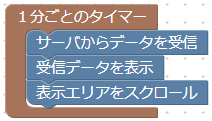 １分ごとのタイマー
サーバからデータを受信
受信データを表示
表示エリアをスクロール